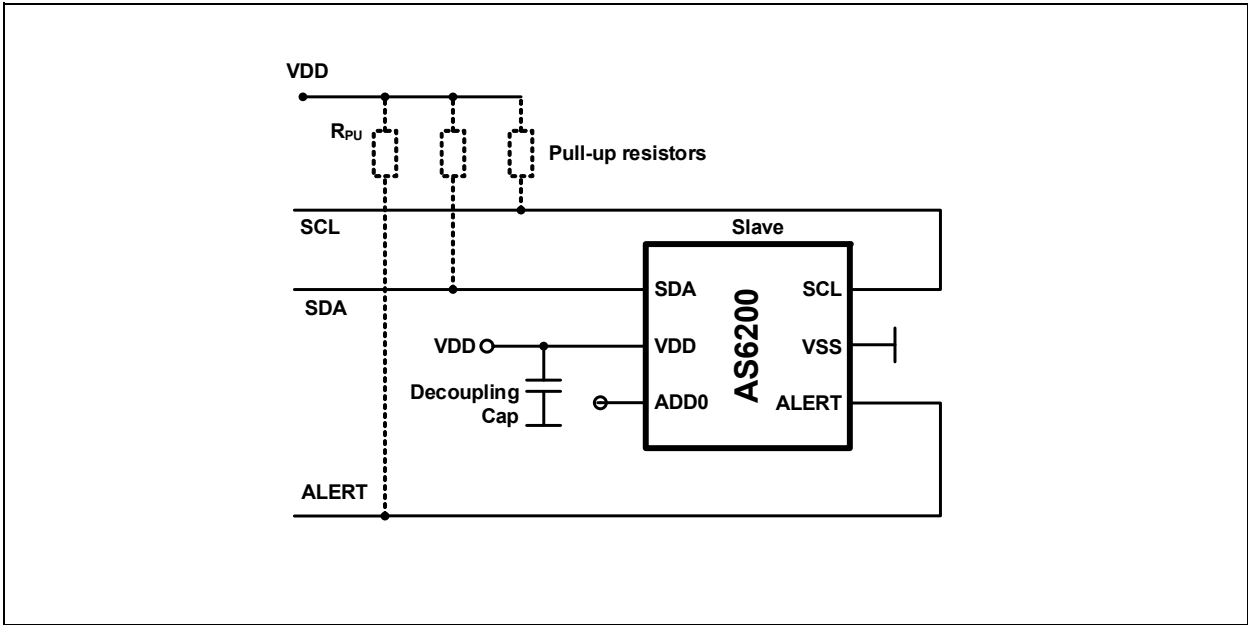 VDD
RPU
Pull-up resistors
SCL
Slave
SDA
SCL
SDA
AS6200
VDD
VDD
VSS
Decoupling
Cap
ADD0
ALERT
ALERT